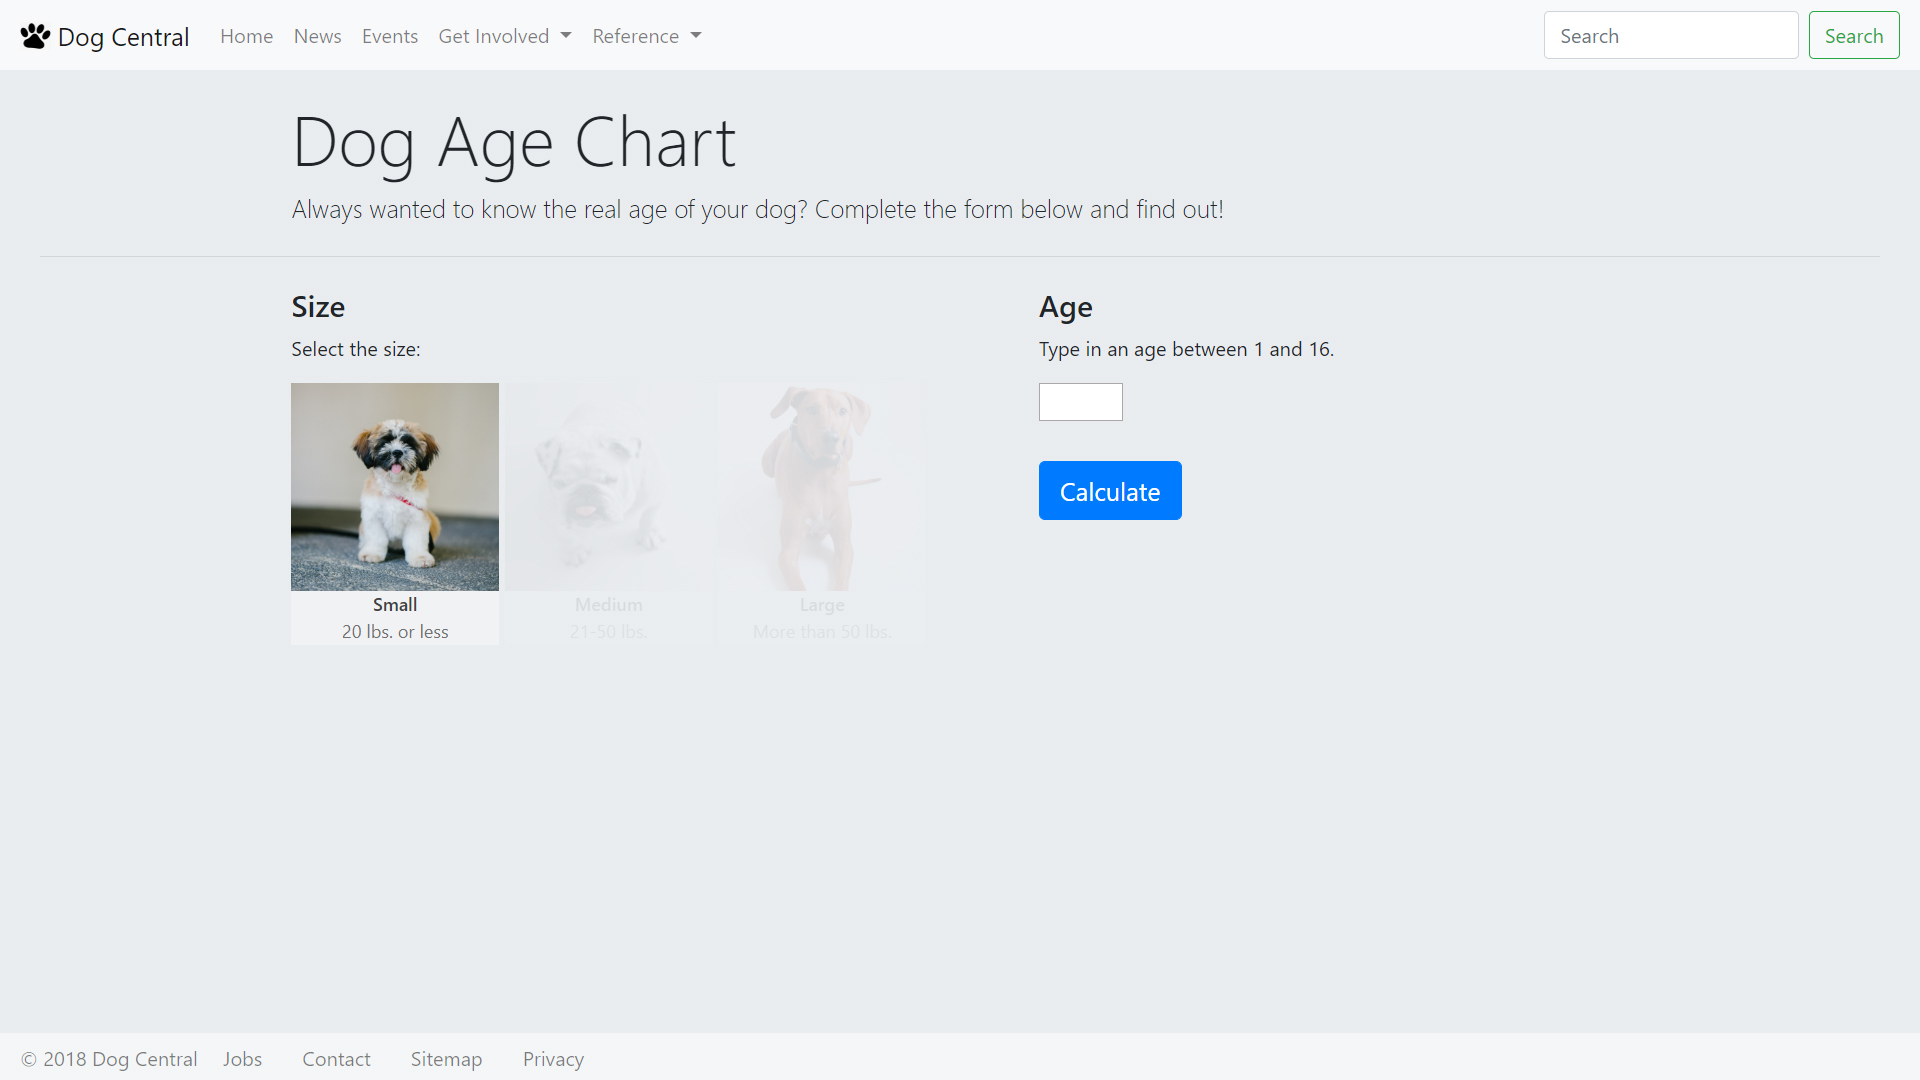 Dog Central Home News Events Get Involved Reference Search Search
Dog Age Chart
Always wanted to know the real age of your dog? Complete the form below and find out!
Size
Select the size:
Small
20 lbs. or less
Medium
21-50 lbs.
Large
More than 50 lbs.
Age
Type in an age between 1 and 16.
Calculate
© 2018 Dog Central Jobs Contact Sitemap Privacy